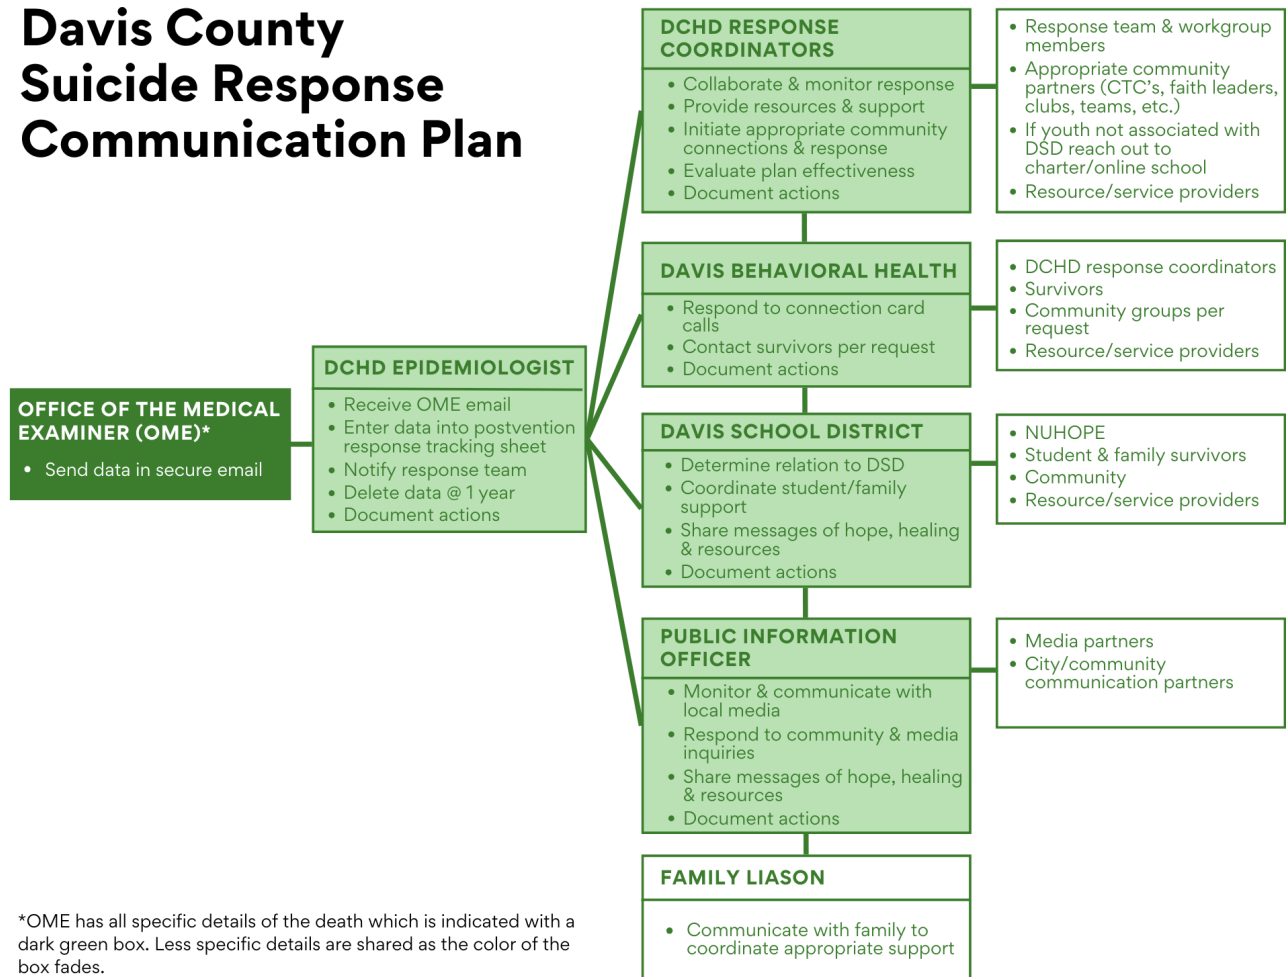 Davis County
Suicide Response
Communication Plan
OFFICE OF THE MEDICAL
EXAMINER (OME)*
• Send data in secure email
DCHD EPIDEMIOLOGIST
• Receive OME email
• Enter data into postvention
response tracking sheet
• Notify response team
• Delete data @ 1 year
• Document actions
DCHD RESPONSE
COORDINATORS
• Collaborate & monitor response
• Provide resources & support
• Initiate appropriate community
connections & response
• Evaluate plan effectiveness
• Document actions
• Response team & workgroup
members
• Appropriate community
partners (CTC's, faith leaders,
clubs, teams, etc.)
• If youth not associated with
DSD reach out to
charter/online school
• Resource/service providers
DAVIS BEHAVIORAL HEALTH
• Respond to connection card
calls
• Contact survivors per request
• Document actions
• DCHD response coordinators
• Survivors
• Community groups per
request
• Resource/service providers
DAVIS SCHOOL DISTRICT
• Determine relation to DSD
• Coordinate student/family
support
• Share messages of hope, healing
& resources
• Document actions
• NUHOPE
• Student & family survivors
• Community
• Resource/service providers
PUBLIC INFORMATION
OFFICER
• Monitor & communicate with
local media
• Respond to community & media
inquiries
• Share messages of hope, healing
& resources
• Document actions
• Media partners
• City/community
communication partners
FAMILY LIASON
• Communicate with family to
coordinate appropriate support
*OME has all specific details of the death which is indicated with a
dark green box. Less specific details are shared as the color of the
box fades.